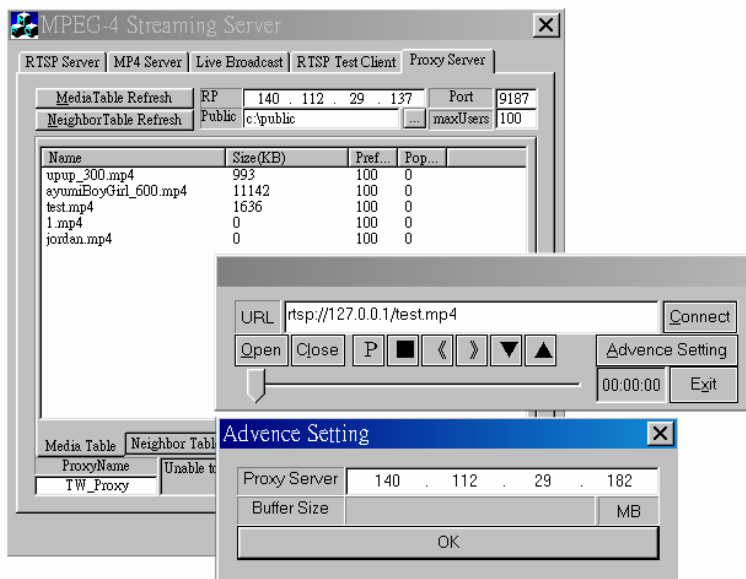 MPEG-4 Streaming Server
RTSP Server MP4 Server Live Broadcast RTSP Test Client Proxy Server
MediaTable Refresh RP 140 . 112 . 29 . 137 Port 9187
NeighborTable Refresh Public c:\public ... maxUsers 100
Name Size(KB) Pref... Pop...
upup_300.mp4 993 100 0
ayumiBoyGirl_600.mp4 11142 100 0
test.mp4 1636 100 0
1.mp4 0 100 0
jordan.mp4 0 100 0
URL rtsp://127.0.0.1/test.mp4 Connect
Open Close P Advence Setting
00:00:00 Exit
Media Table Neighbor Tabl
ProxyName Unable to
TW_Proxy
Advence Setting
Proxy Server 140 . 112 . 29 . 182
Buffer Size MB
OK